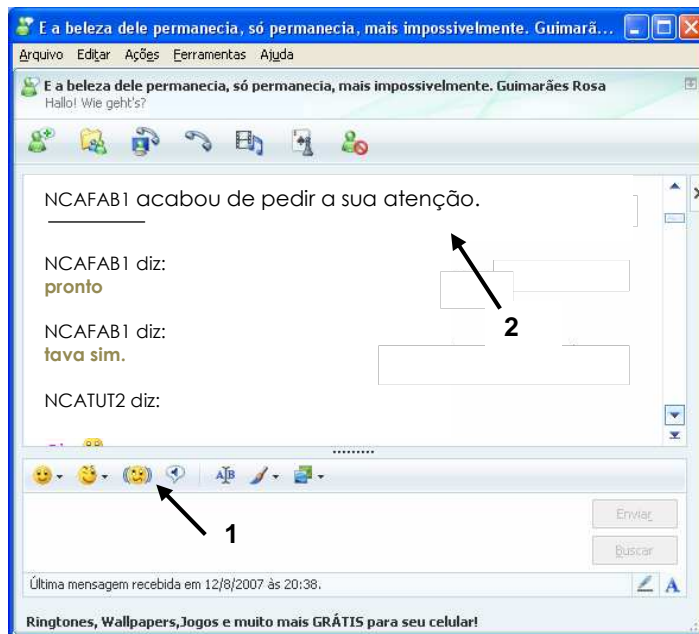 E a beleza dele permanecia, só permanecia, mais impossivelmente. Guimarã...
Arquivo Editar Ações Ferramentas Ajuda
E a beleza dele permanecia, só permanecia, mais impossivelmente. Guimarães Rosa
Hallo! Wie geht's?
NCAFAB1 acabou de pedir a sua atenção.
NCAFAB1 diz:
pronto
2
NCAFAB1 diz:
tava sim.
NCATUT2 diz:
AB
1
Enviar
Buscar
Última mensagem recebida em 12/8/2007 às 20:38.
A
Ringtones, Wallpapers,Jogos e muito mais GRÁTIS para seu celular!